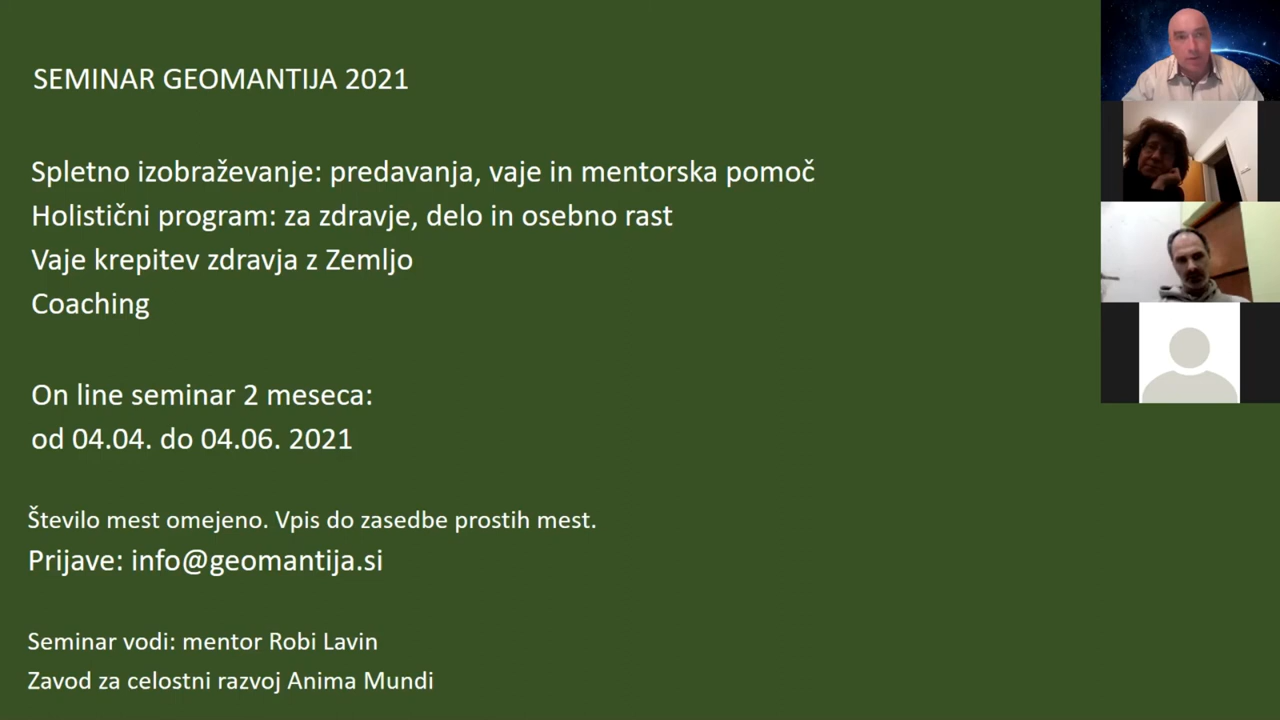 SEMINAR GEOMANTIJA 2021
Spletno izobraževanje: predavanja, vaje in mentorska pomoč
Holistični program: za zdravje, delo in osebno rast
Vaje krepitev zdravja z Zemljo
Coaching
On line seminar 2 meseca:
od 04.04. do 04.06. 2021
Število mest omejeno. Vpis do zasedbe prostih mest.
Prijave: info@geomantija.si
Seminar vodi: mentor Robi Lavin
Zavod za celostni razvoj Anima Mundi